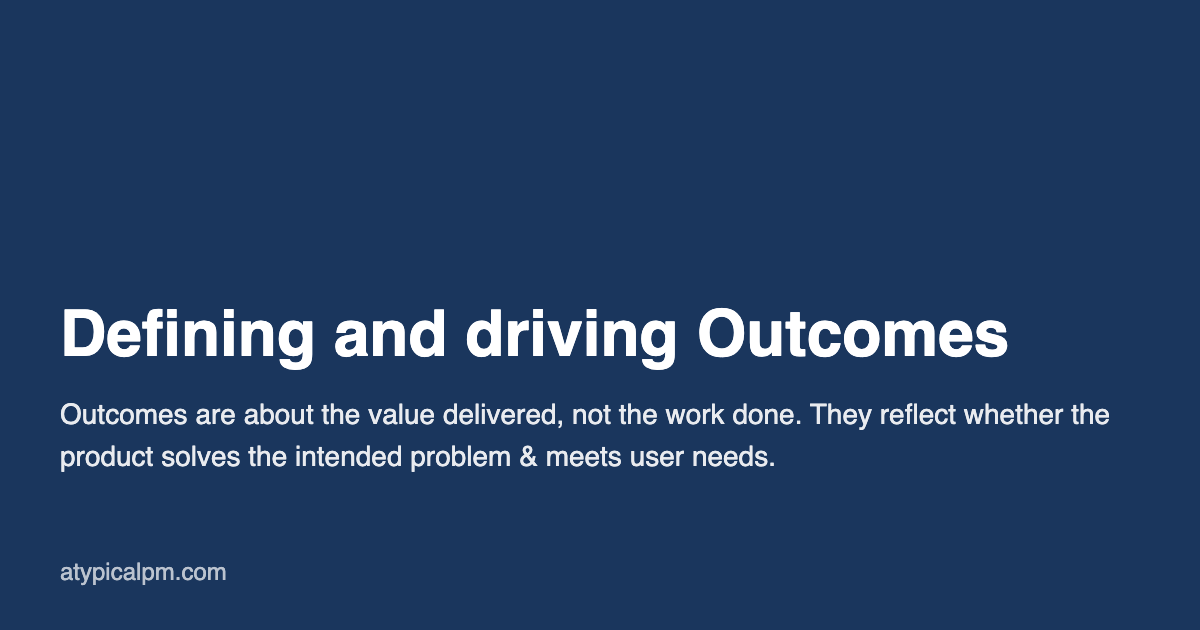 Defining and driving Outcomes
Outcomes are about the value delivered, not the work done. They reflect whether the
product solves the intended problem & meets user needs.
atypicalpm.com